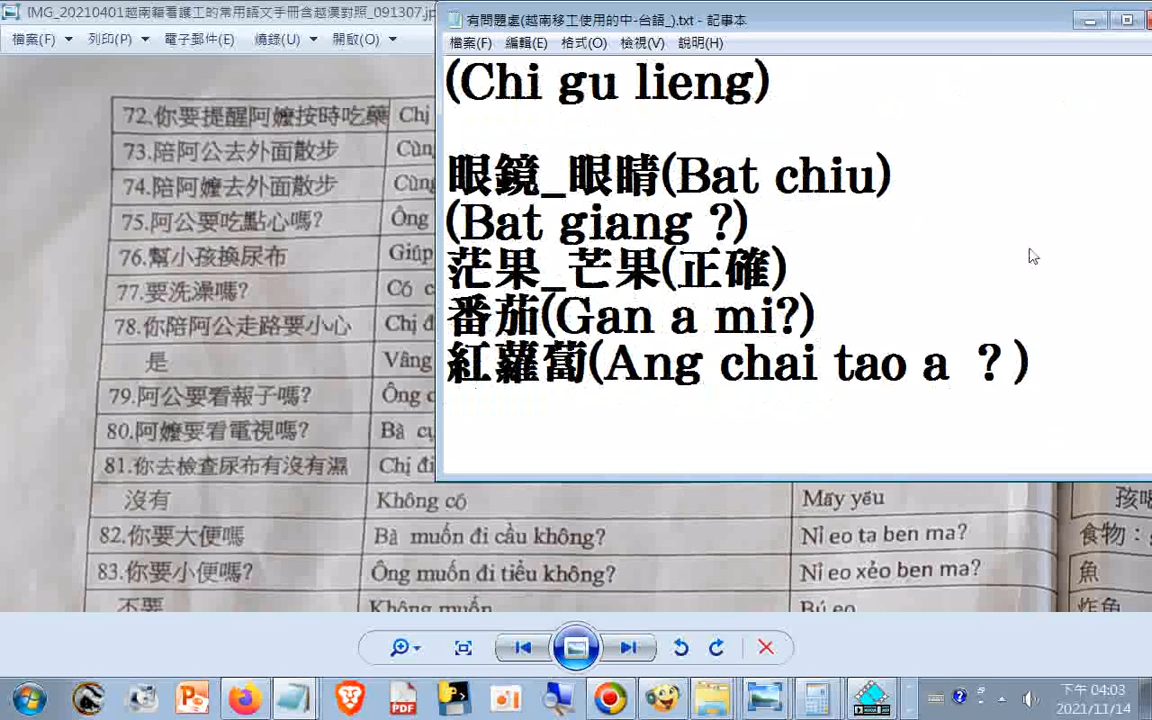 IMG_20210401越南籍看護工的常用語文手冊含越漢對照_091307.jp
檔案(F) 列印(P) 電子郵件(E) 燒錄(U) 開啟(O)
有問題處(越南移工使用的中-台語_).txt - 記事本
檔案(F) 編輯(E) 格式(O) 檢視(V) 說明(H)
(Chi gu lieng)
眼鏡_眼睛(Bat chiu)
(Bat giang ?)
茫果_芒果(正確)
番茄(Gan a mi?)
紅蘿蔔(Ang chai tao a ？)
72.你要提醒阿嬤按時吃藥 Chị
73.陪阿公去外面散步 Cùng
74.陪阿嬤去外面散步 Cùng
75.阿公要吃點心嗎? Ông
76.幫小孩換尿布 Giúp
77.要洗澡嗎? Có c
78.你陪阿公走路要小心 Chị đ
是 Vâng
79.阿公要看報子嗎? Ông c
80.阿嬤要看電視嗎? Bà cụ
81.你去檢查尿布有沒有濕 Chị đi
沒有 Không có Mấy yểu
82.你要大便嗎 Bà muốn đi cầu không? Nỉ eo ta ben ma?
83.你要小便嗎? Ông muốn đi tiểu không? Nỉ eo xẻo ben ma?
不要 Không muốn Bú eo
孩喝
食物：
魚
炸魚
下午 04:03
2021/11/14